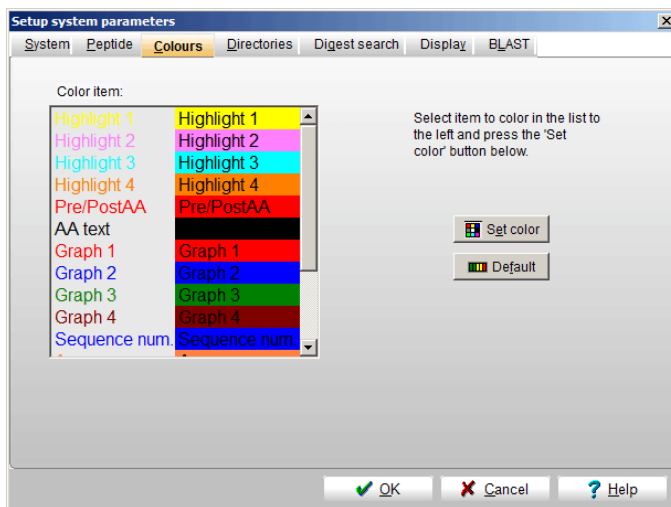 Setup system parameters
System Peptide Colours Directories Digest search Display BLAST
Color item:
Highlight 1 Highlight 1
Highlight 2 Highlight 2
Highlight 3 Highlight 3
Highlight 4 Highlight 4
Pre/PostAA Pre/PostAA
AA text
Graph 1 Graph 1
Graph 2 Graph 2
Graph 3 Graph 3
Graph 4 Graph 4
Sequence num. Sequence num.
Select item to color in the list to
the left and press the 'Set
color' button below.
Set color
Default
OK Cancel Help